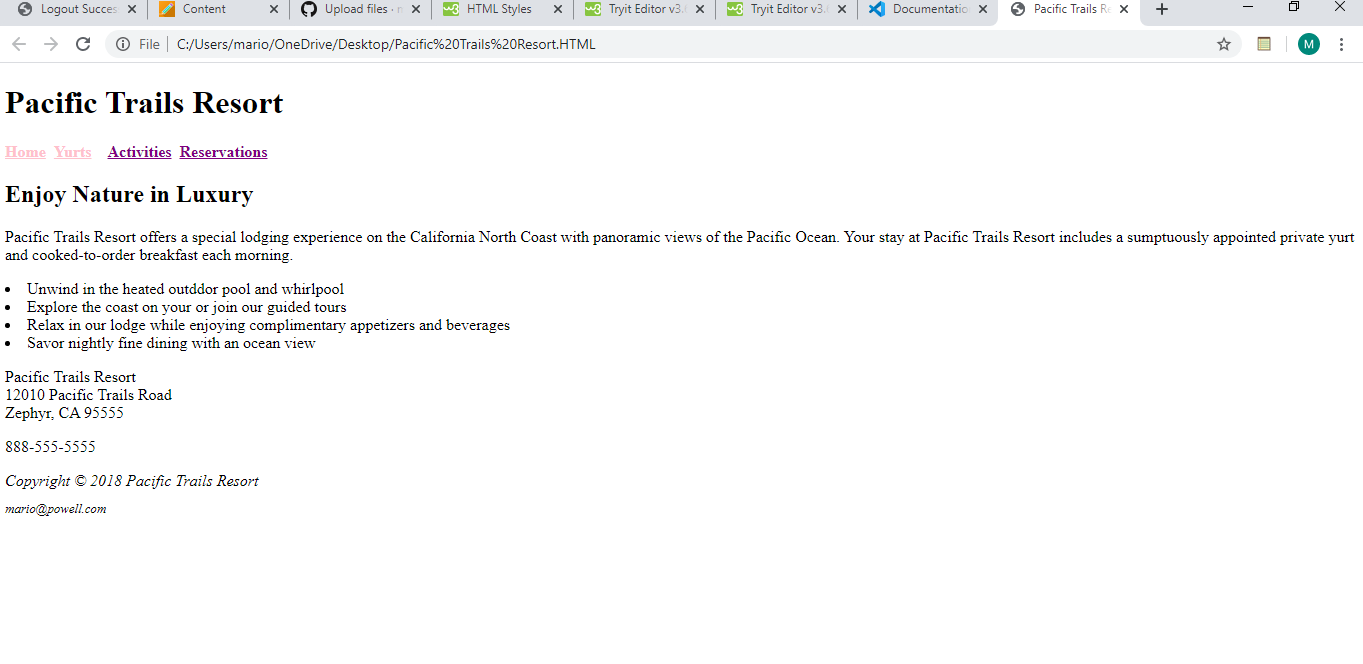 Logout Succes
Content
Upload files · n
HTML Styles
Tryit Editor v3.
Tryit Editor v3.
Documentatio
Pacific Trails Re
File
C:/Users/mario/OneDrive/Desktop/Pacific%20Trails%20Resort.HTML
M
Pacific Trails Resort
Home Yurts Activities Reservations
Enjoy Nature in Luxury
Pacific Trails Resort offers a special lodging experience on the California North Coast with panoramic views of the Pacific Ocean. Your stay at Pacific Trails Resort includes a sumptuously appointed private yurt
and cooked-to-order breakfast each morning.
• Unwind in the heated outddor pool and whirlpool
• Explore the coast on your or join our guided tours
• Relax in our lodge while enjoying complimentary appetizers and beverages
• Savor nightly fine dining with an ocean view
Pacific Trails Resort
12010 Pacific Trails Road
Zephyr, CA 95555
888-555-5555
Copyright © 2018 Pacific Trails Resort
mario@powell.com